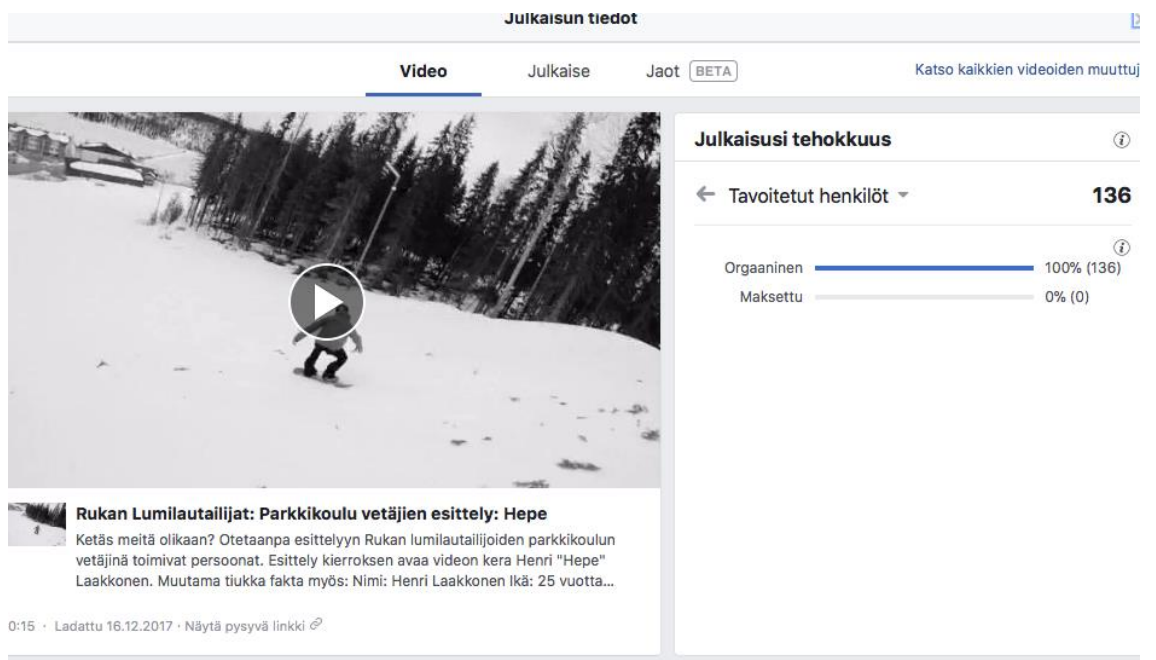 Julkaisun tiedot
Video
Julkaise
Jaot BETA
Katso kaikkien videoiden muuttuj
Julkaisusi tehokkuus
Tavoitetut henkilöt
136
Orgaaninen 100% (136)
Maksettu 0% (0)
Rukan Lumilautailijat: Parkkikoulu vetäjien esittely: Hepe
Ketäs meitä olikaan? Otetaanpa esittelyyn Rukan lumilautailijoiden parkkikoulun
vetäjinä toimivat persoonat. Esittely kierroksen avaa videon kera Henri "Hepe"
Laakkonen. Muutama tiukka fakta myös: Nimi: Henri Laakkonen Ikä: 25 vuotta...
0:15 · Ladattu 16.12.2017 · Näytä pysyvä linkki